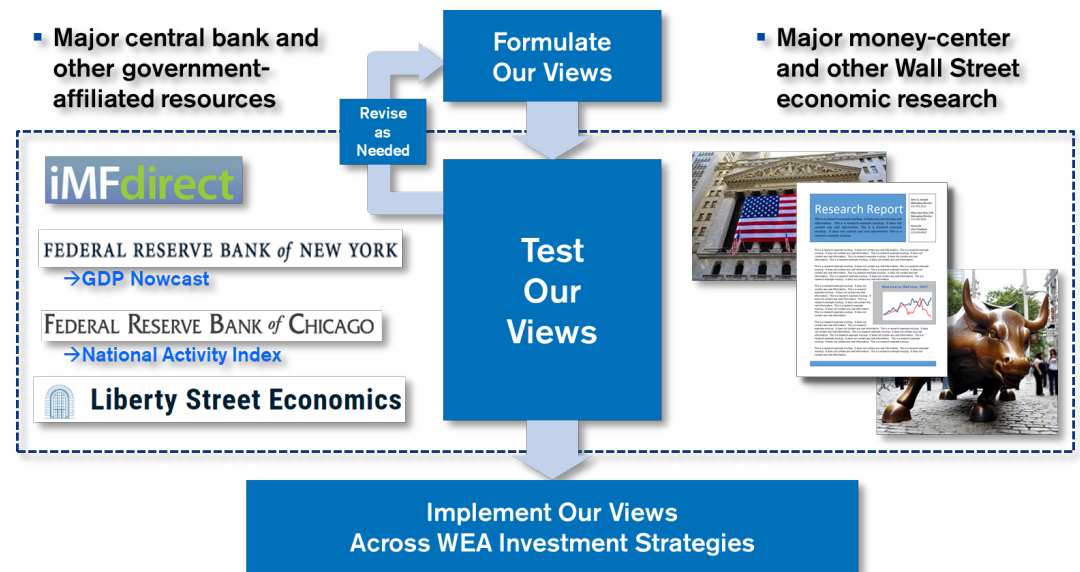 ▪ Major central bank and
other government-
affiliated resources
Formulate
Our Views
▪ Major money-center
and other Wall Street
economic research
Revise
as
Needed
iMFdirect
FEDERAL RESERVE BANK of NEW YORK
→GDP Nowcast
FEDERAL RESERVE BANK of CHICAGO
→National Activity Index
Liberty Street Economics
Test
Our
Views
Research Report
Implement Our Views
Across WEA Investment Strategies